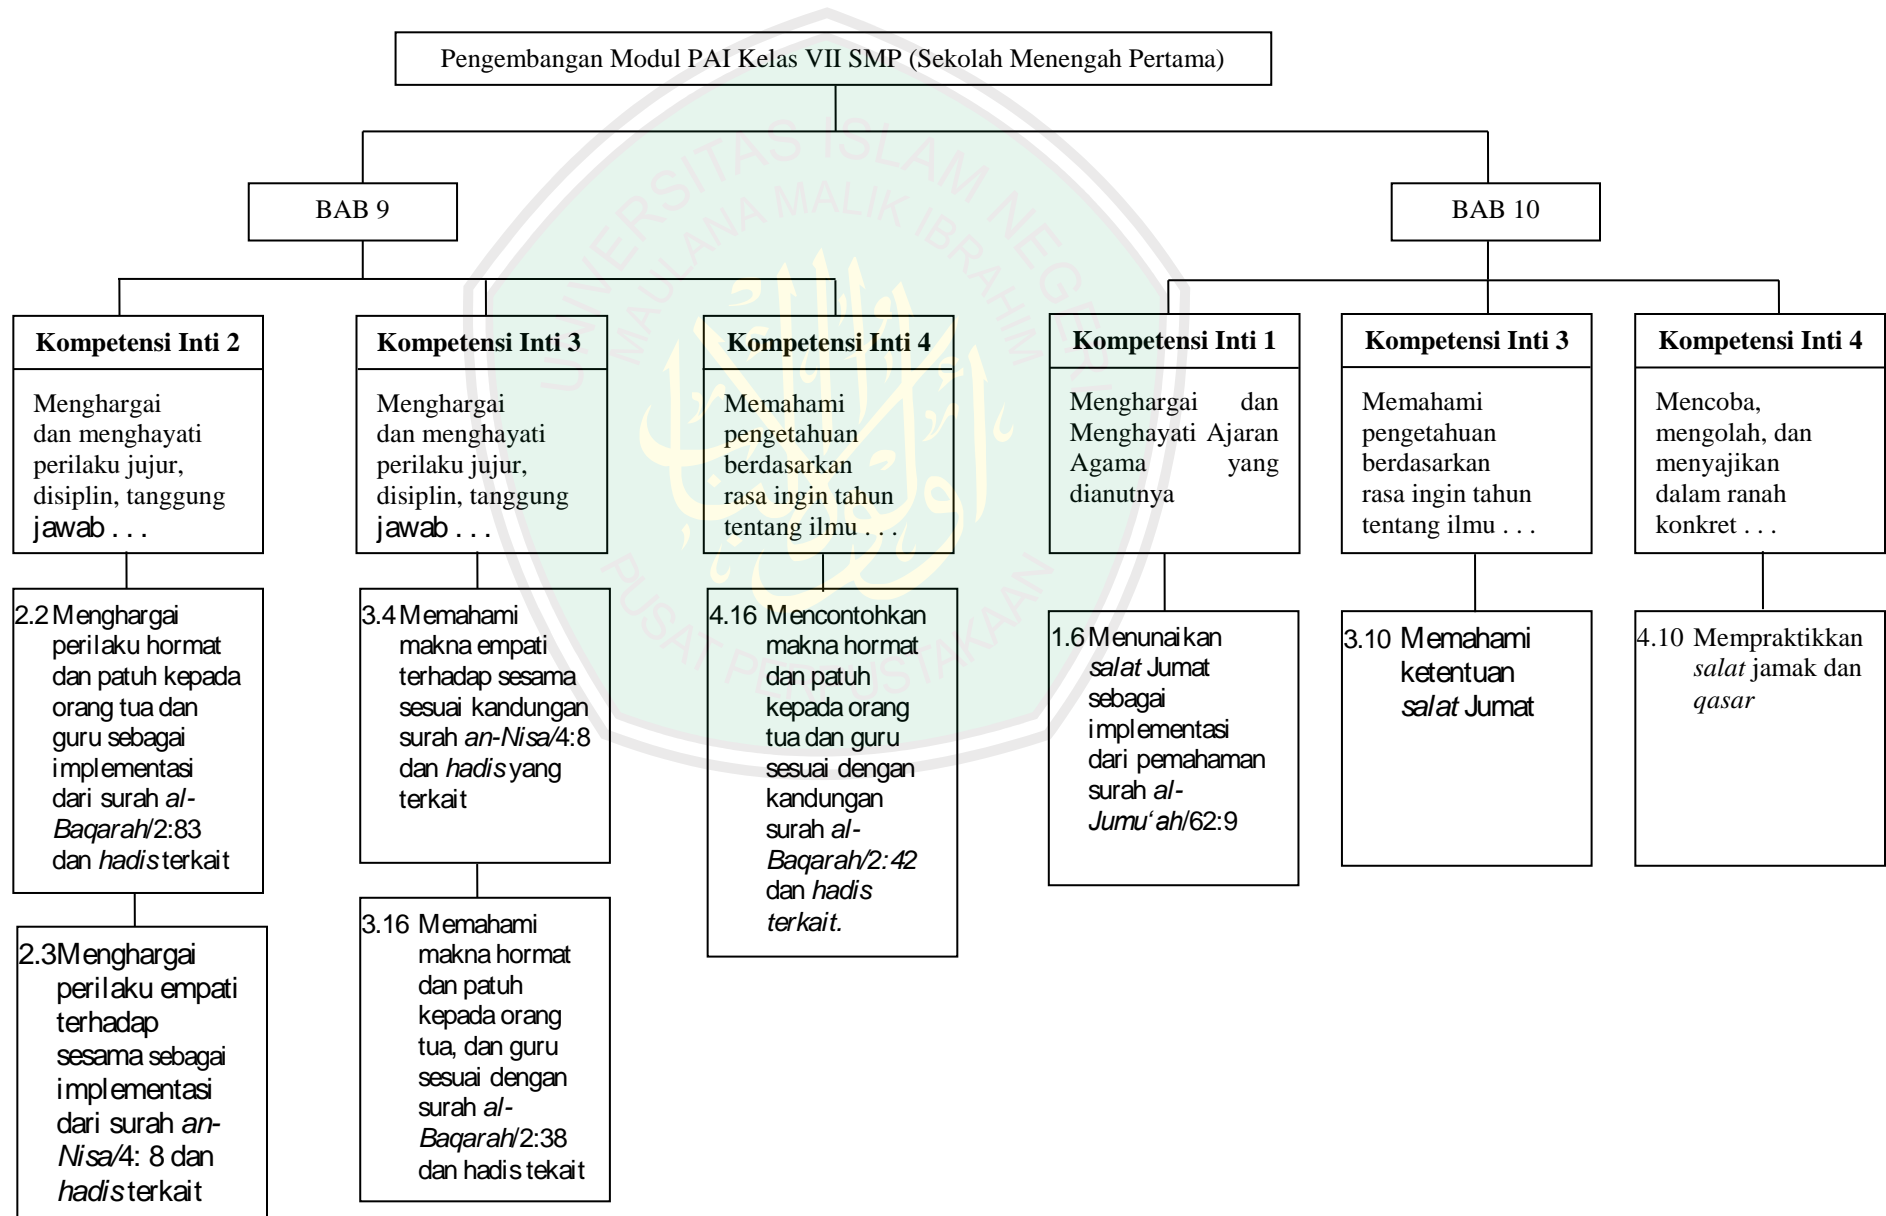 Pengembangan Modul PAI Kelas VII SMP (Sekolah Menengah Pertama)
BAB 9
BAB 10
Kompetensi Inti 2
Menghargai
dan menghayati
perilaku jujur,
disiplin, tanggung
jawab . . .
2.2 Menghargai
perilaku hormat
dan patuh kepada
orang tua dan
guru sebagai
implementasi
dari surah al-
Baqarah/2:83
dan hadis terkait
2.3Menghargai
perilaku empati
terhadap
sesama sebagai
implementasi
dari surah an-
Nisa/4: 8 dan
hadis terkait
Kompetensi Inti 3
Menghargai
dan menghayati
perilaku jujur,
disiplin, tanggung
jawab . . .
3.4 Memahami
makna empati
terhadap sesama
sesuai kandungan
surah an-Nisa/4:8
dan hadis yang
terkait
3.16 Memahami
makna hormat
dan patuh
kepada orang
tua, dan guru
sesuai dengan
surah al-
Baqarah/2:38
dan hadis tekait
Kompetensi Inti 4
Memahami
pengetahuan
berdasarkan
rasa ingin tahun
tentang ilmu . . .
4.16 Mencontohkan
makna hormat
dan patuh
kepada orang
tua dan guru
sesuai dengan
kandungan
surah al-
Baqarah/2:42
dan hadis
terkait.
Kompetensi Inti 1
Menghargai dan
Menghayati Ajaran
Agama yang
dianutnya
1.6 Menunaikan
salat Jumat
sebagai
implementasi
dari pemahaman
surah al-
Jumu‘ah/62:9
Kompetensi Inti 3
Memahami
pengetahuan
berdasarkan
rasa ingin tahun
tentang ilmu . . .
3.10 Memahami
ketentuan
salat Jumat
Kompetensi Inti 4
Mencoba,
mengolah, dan
menyajikan
dalam ranah
konkret . . .
4.10 Mempraktikkan
salat jamak dan
qasar
UNIVERSITAS ISLAM NEGERI
MAULANA MALIK IBRAHIM
PUSAT PERPUSTAKAAN